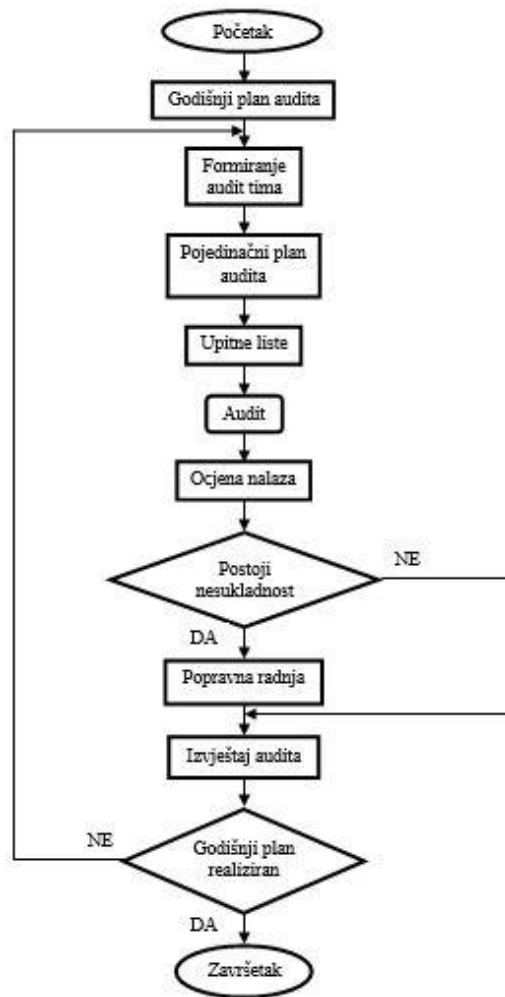 Početak
Godišnji plan audita
Formiranje
audit tima
Pojedinačni plan
audita
Upitne liste
Audit
Ocjena nalaza
Postoji
nesukladnost
NE
DA
Popravna radnja
Izvještaj audita
NE
Godišnji plan
realiziran
DA
Završetak